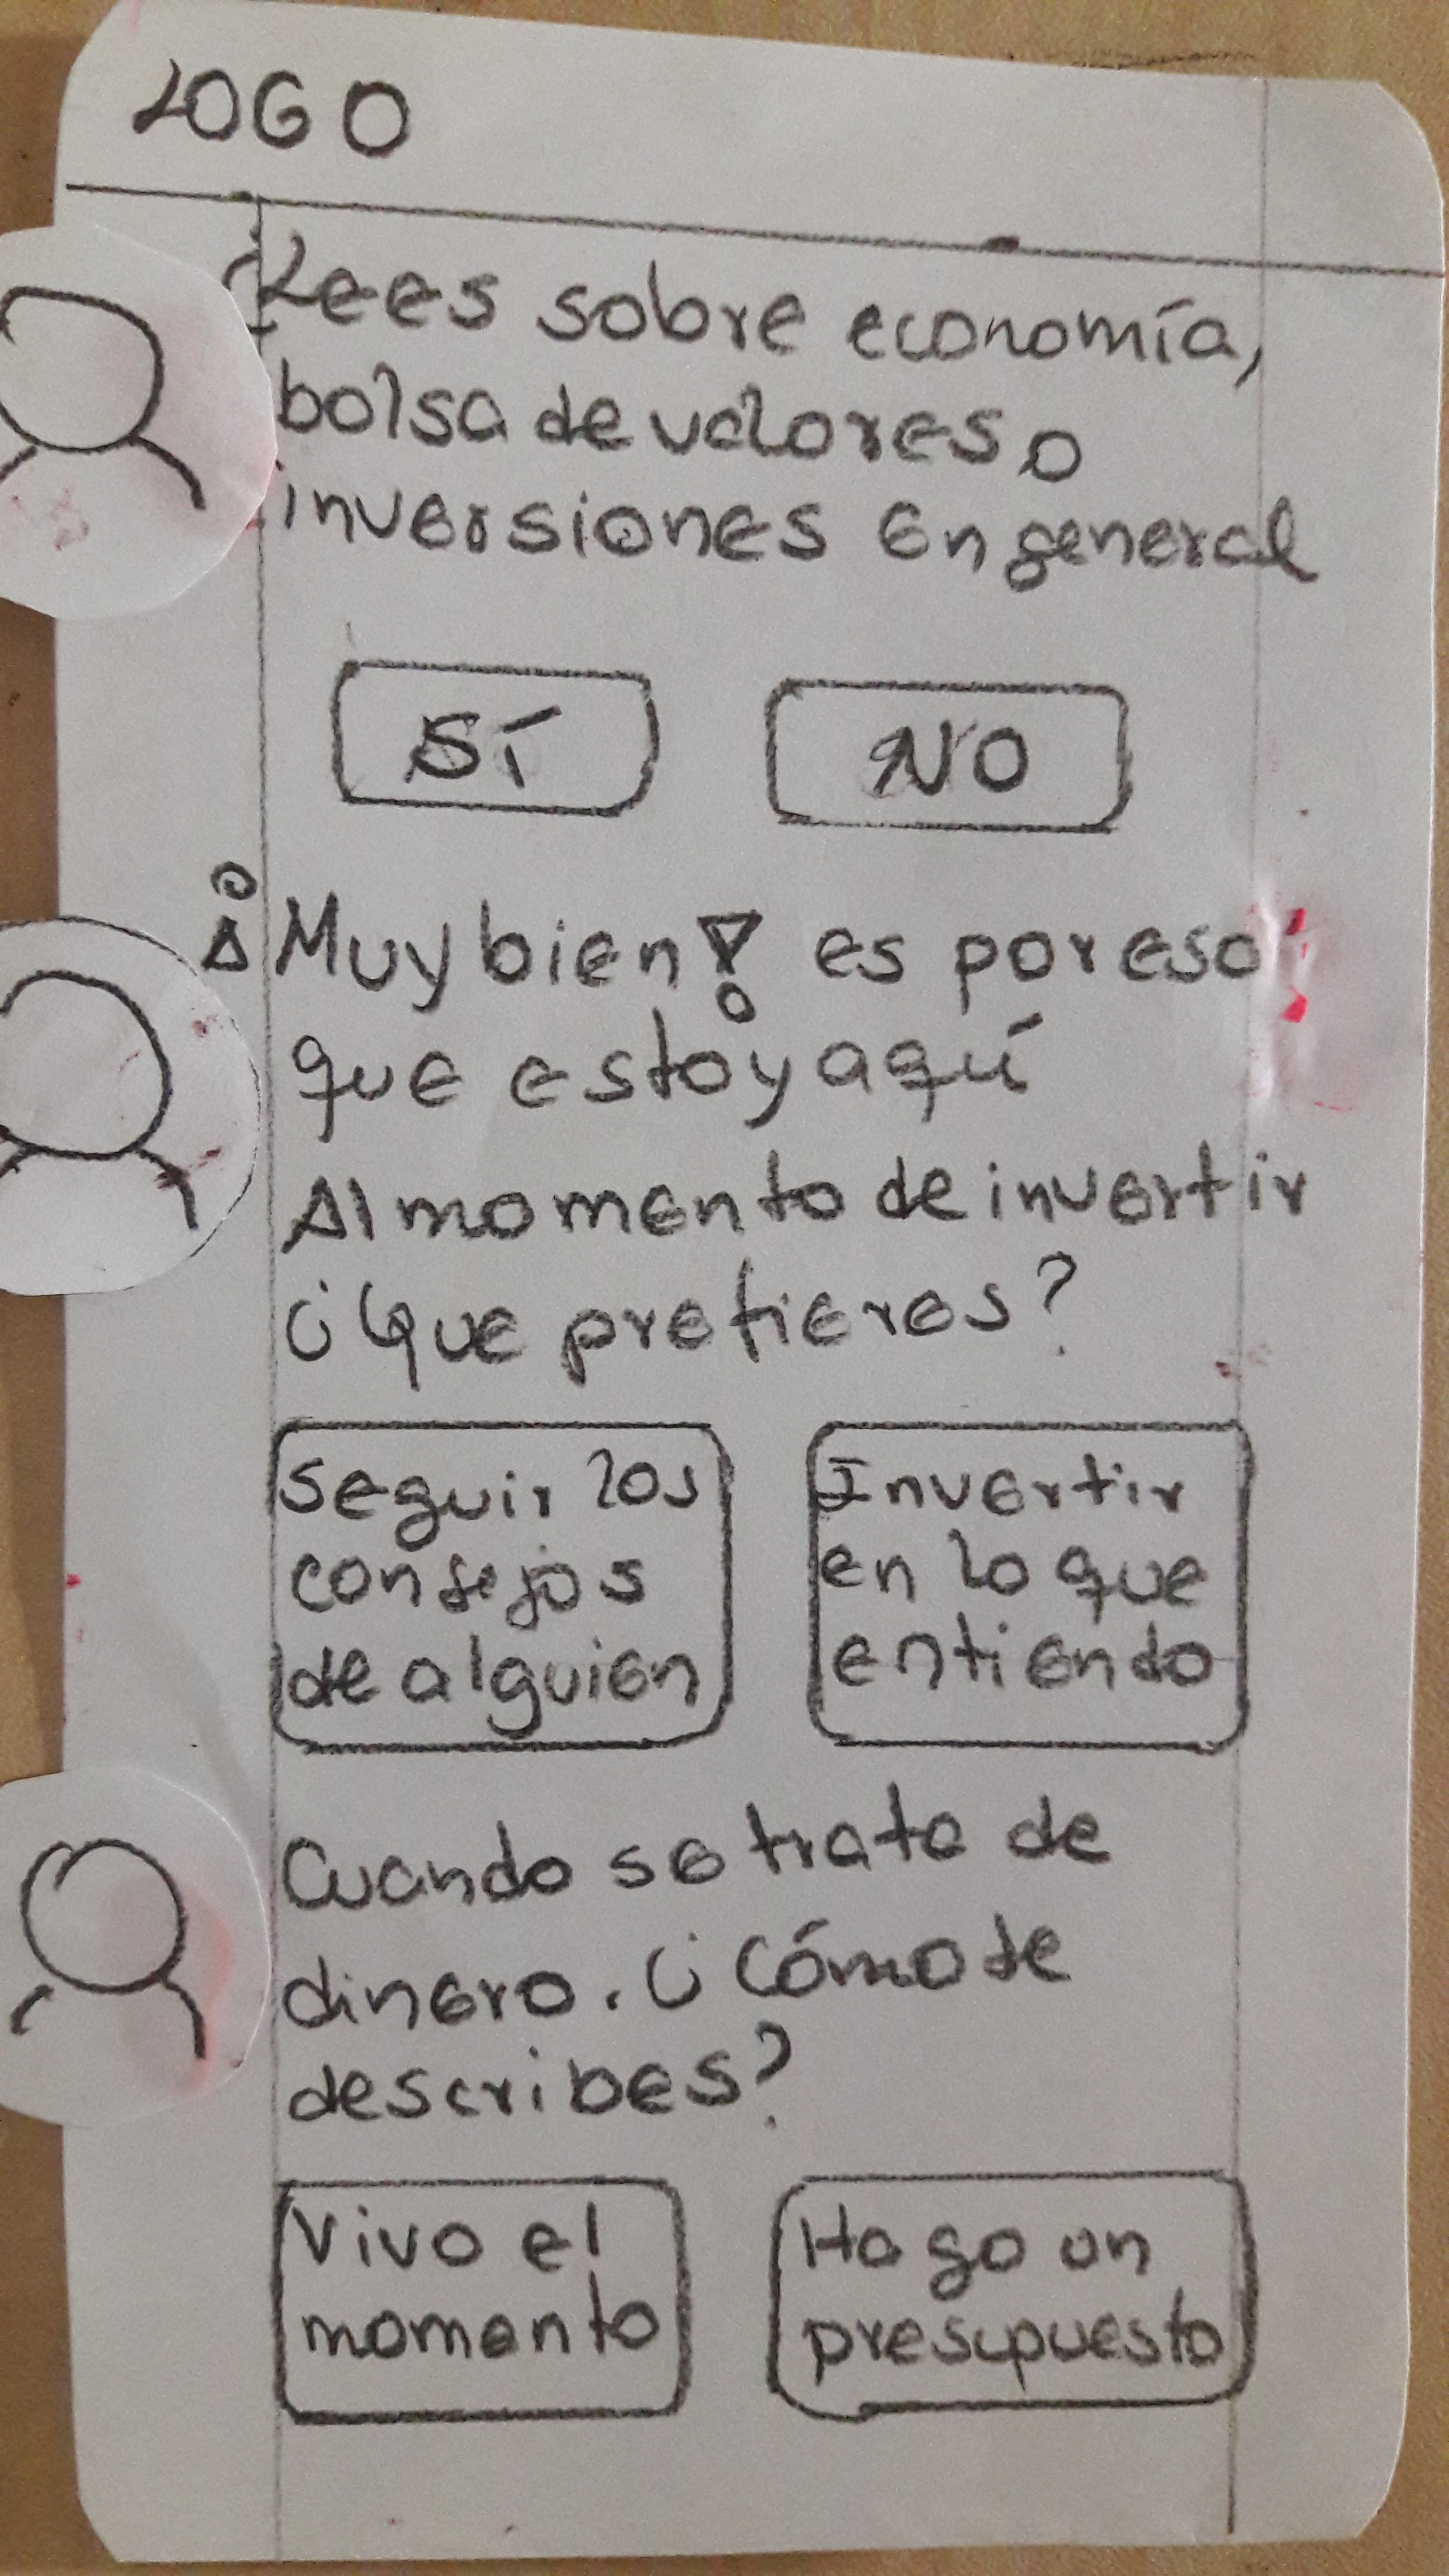 LOGO
¿Lees sobre economía,
bolsa de valores o
inversiones en general
SÍ
NO
¡Muy bien! es por eso
que estoy aquí
Al momento de invertir
¿Que prefieres?
Seguir los
consejos
de alguien
Invertir
en lo que
entiendo
Cuando se trata de
dinero. ¿Cómo te
describes?
Vivo el
momento
Hago un
presupuesto